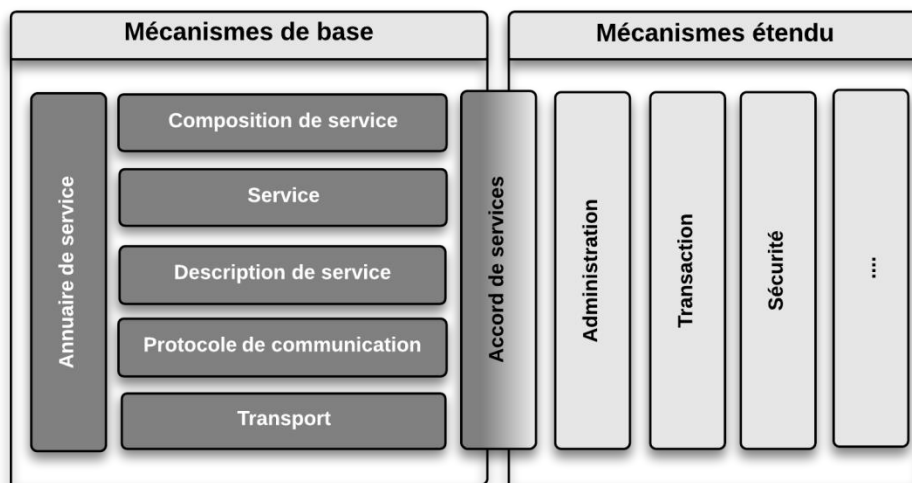 Mécanismes de base
Mécanismes étendu
Annuaire de service
Composition de service
Service
Description de service
Protocole de communication
Transport
Accord de services
Administration
Transaction
Sécurité
....